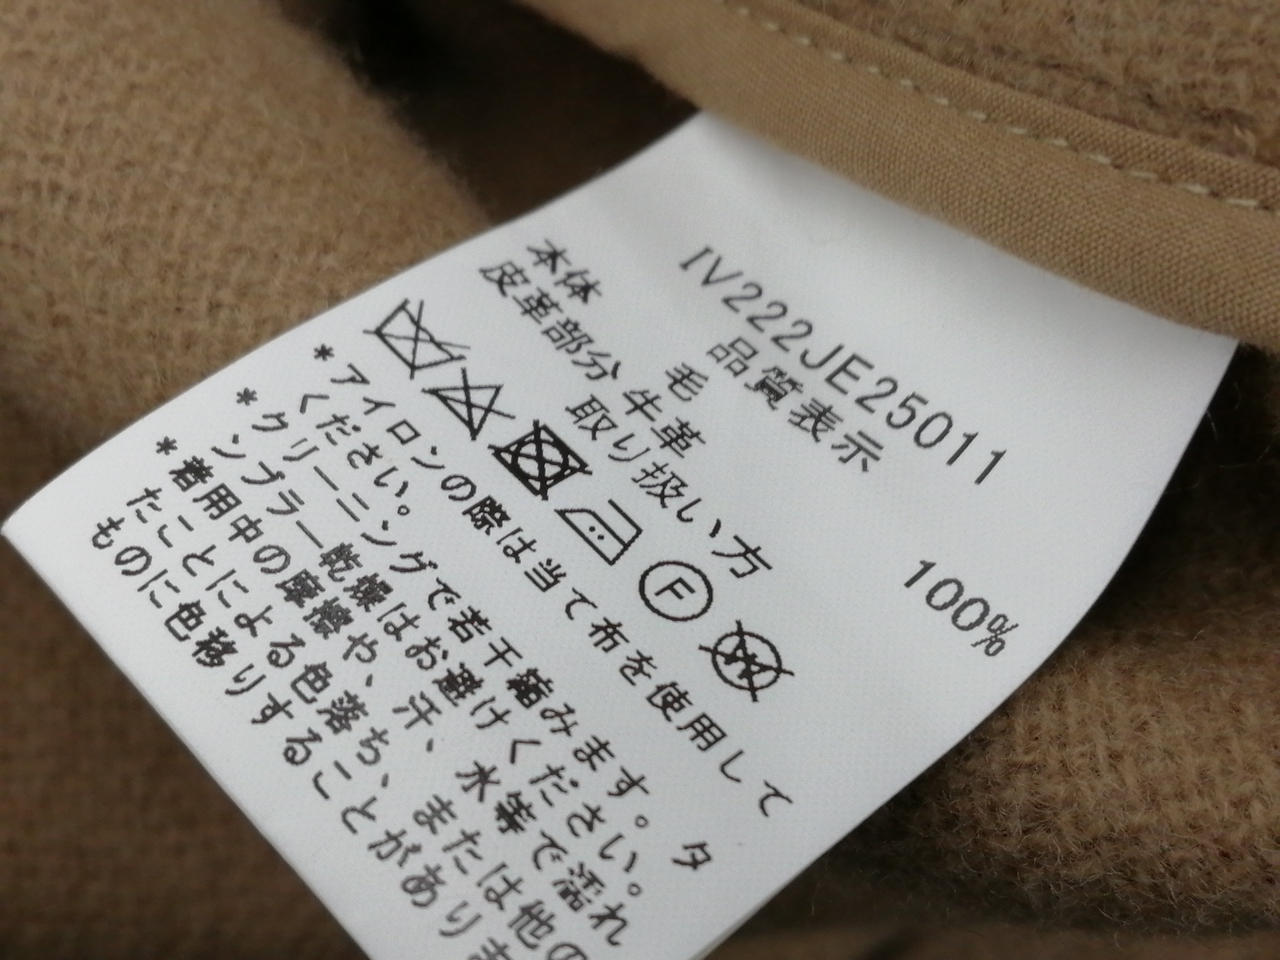 IV222JE25011
品質表示
本体 毛 100%
皮革部分 牛革
取り扱い方
F
W
*アイロンの際は当て布を使用して
ください。
*クリーニングで若干縮みます。タ
ンブラー乾燥はお避けください。
*着用中の摩擦や、汗、水等で濡れ
たことによる色落ち、または他の
ものに色移りすることがありま